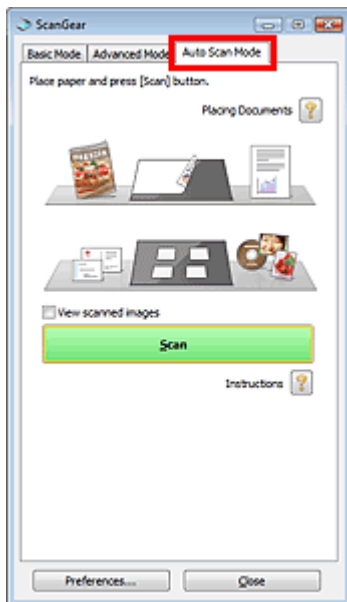 ScanGear
Basic Mode Advanced Mode Auto Scan Mode
Place paper and press [Scan] button.
Placing Documents
View scanned images
Scan
Instructions
Preferences... Close